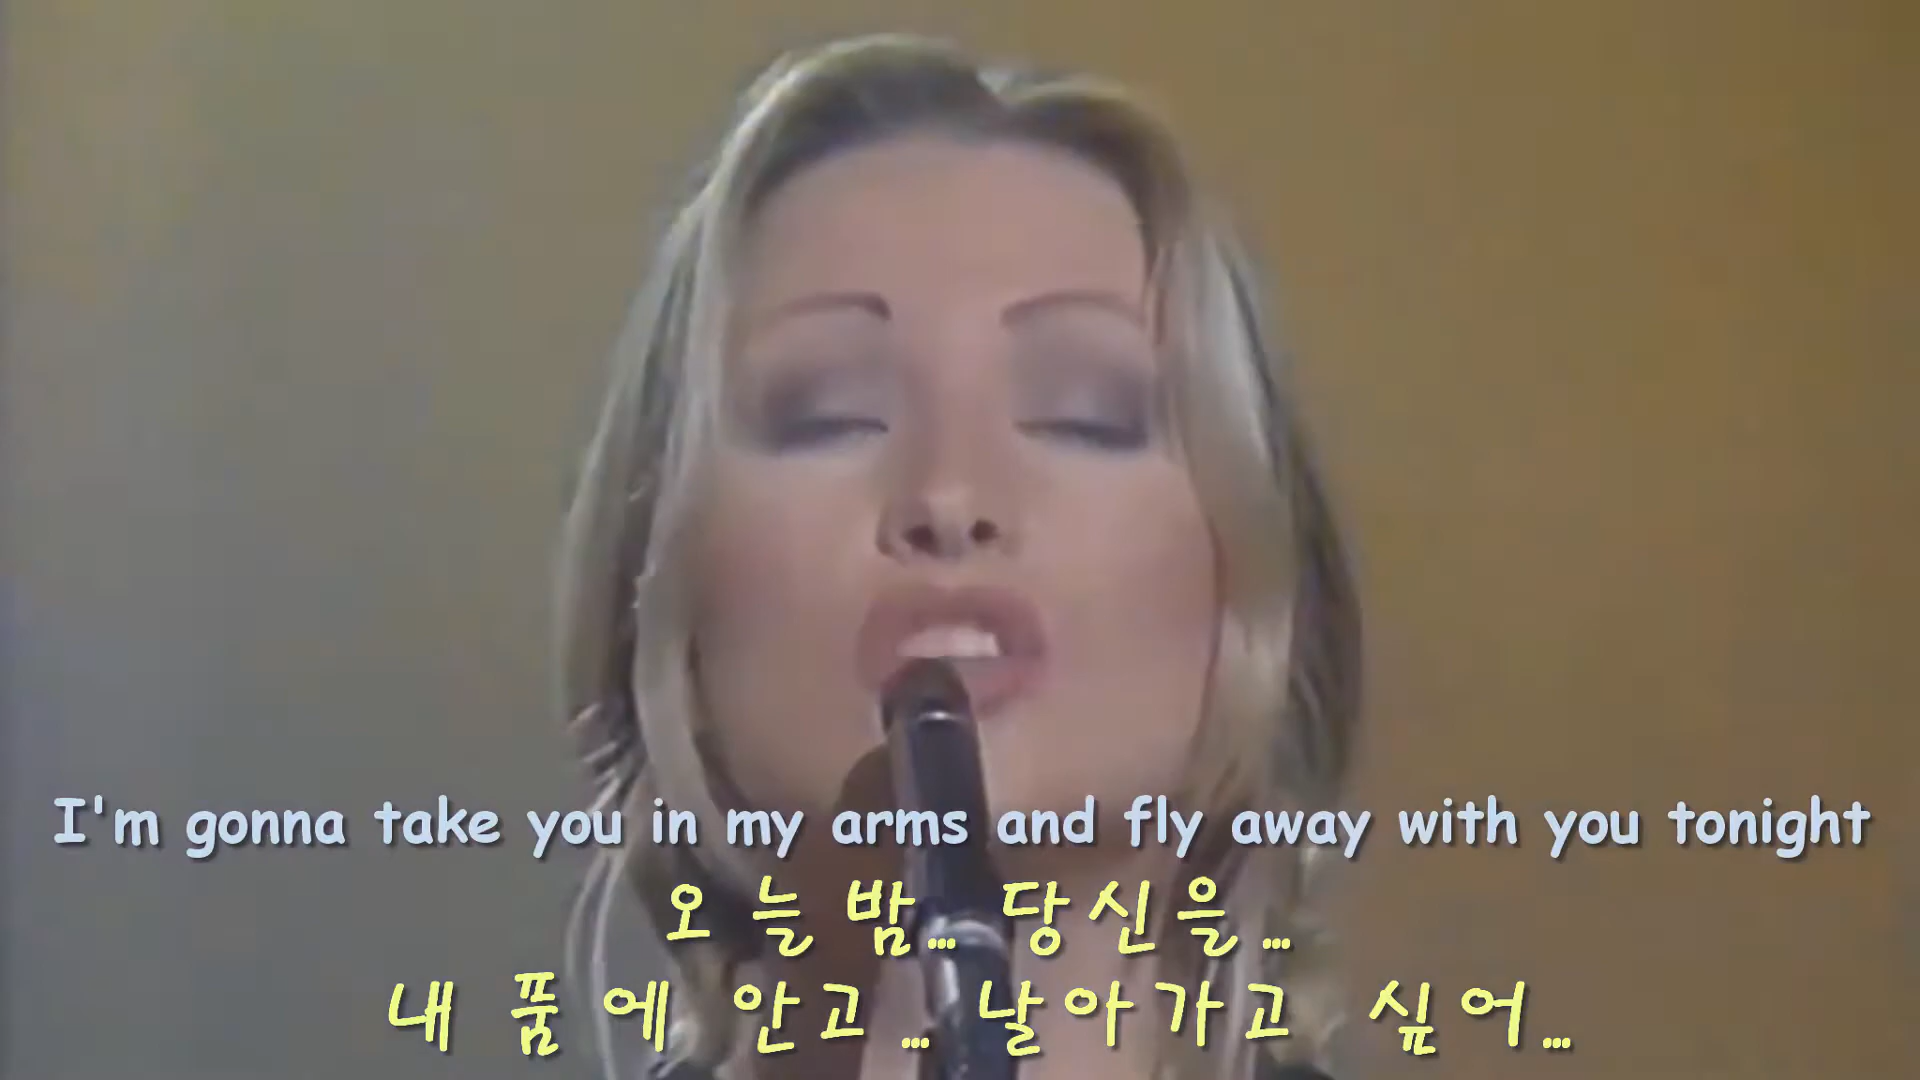 I'm gonna take you in my arms and fly away with you tonight
오늘밤... 당신을...
내 품에 안고... 날아가고 싶어...